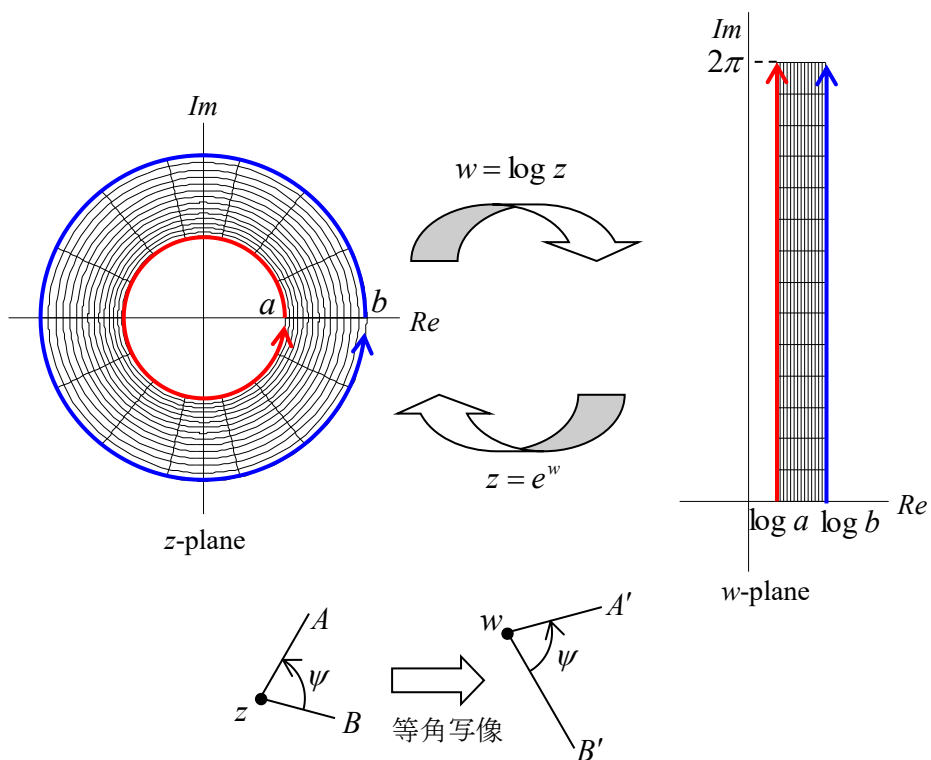 Im
a
b
Re
z-plane
w = log z
z = e^w
Im
2π
log a
log b
Re
w-plane
A
ψ
z
B
等角写像
w
A′
ψ
B′